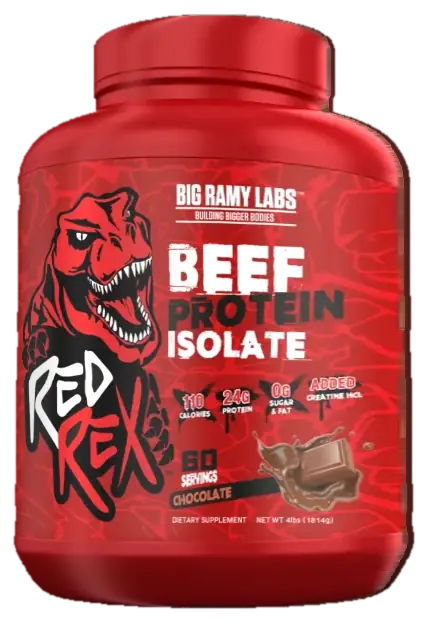 BIG RAMY LABS™
BUILDING BIGGER BODIES
BEEF
PROTEIN
ISOLATE
RED
REX
110
CALORIES
24G
PROTEIN
0G
SUGAR
& FAT
ADDED
CREATINE HCL
60
SERVINGS
CHOCOLATE
DIETARY SUPPLEMENT NET WT 4lbs (1814g)